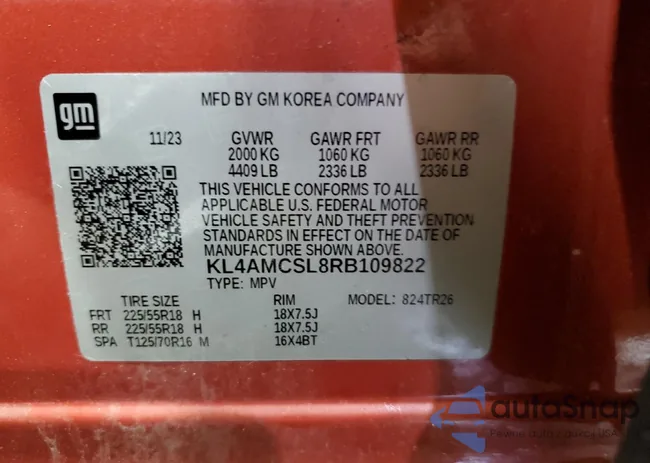 gm
MFD BY GM KOREA COMPANY
11/23 GVWR GAWR FRT GAWR RR
2000 KG 1060 KG 1060 KG
4409 LB 2336 LB 2336 LB
THIS VEHICLE CONFORMS TO ALL
APPLICABLE U.S. FEDERAL MOTOR
VEHICLE SAFETY AND THEFT PREVENTION
STANDARDS IN EFFECT ON THE DATE OF
MANUFACTURE SHOWN ABOVE.
KL4AMCSL8RB109822
TYPE: MPV
TIRE SIZE RIM MODEL: 824TR26
FRT 225/55R18 H 18X7.5J
RR 225/55R18 H 18X7.5J
SPA T125/70R16 M 16X4BT
autoSnap